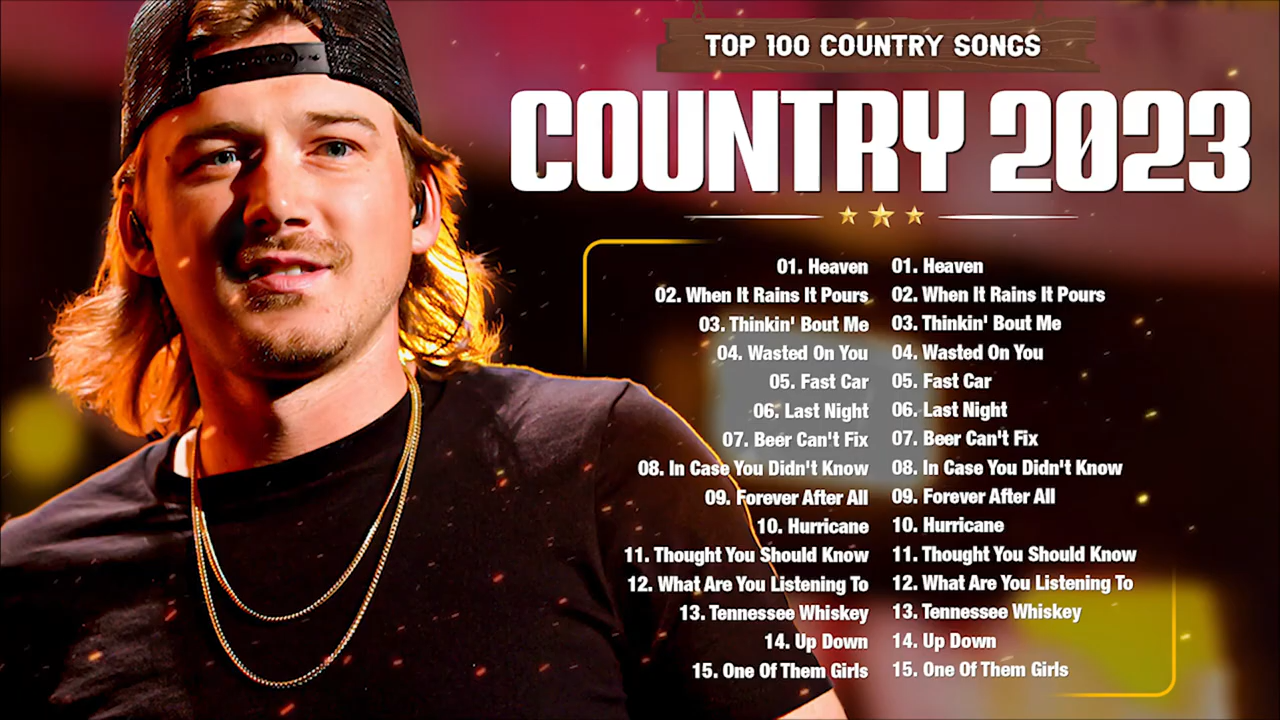 TOP 100 COUNTRY SONGS
COUNTRY 2023
01. Heaven
02. When It Rains It Pours
03. Thinkin' Bout Me
04. Wasted On You
05. Fast Car
06. Last Night
07. Beer Can't Fix
08. In Case You Didn't Know
09. Forever After All
10. Hurricane
11. Thought You Should Know
12. What Are You Listening To
13. Tennessee Whiskey
14. Up Down
15. One Of Them Girls
01. Heaven
02. When It Rains It Pours
03. Thinkin' Bout Me
04. Wasted On You
05. Fast Car
06. Last Night
07. Beer Can't Fix
08. In Case You Didn't Know
09. Forever After All
10. Hurricane
11. Thought You Should Know
12. What Are You Listening To
13. Tennessee Whiskey
14. Up Down
15. One Of Them Girls